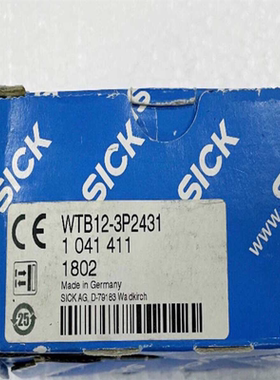 SICK
SICK
SICK
CE
WTB12-3P2431
1 041 411
1802
Made in Germany
SICK AG, D-79183 Waldkirch
25